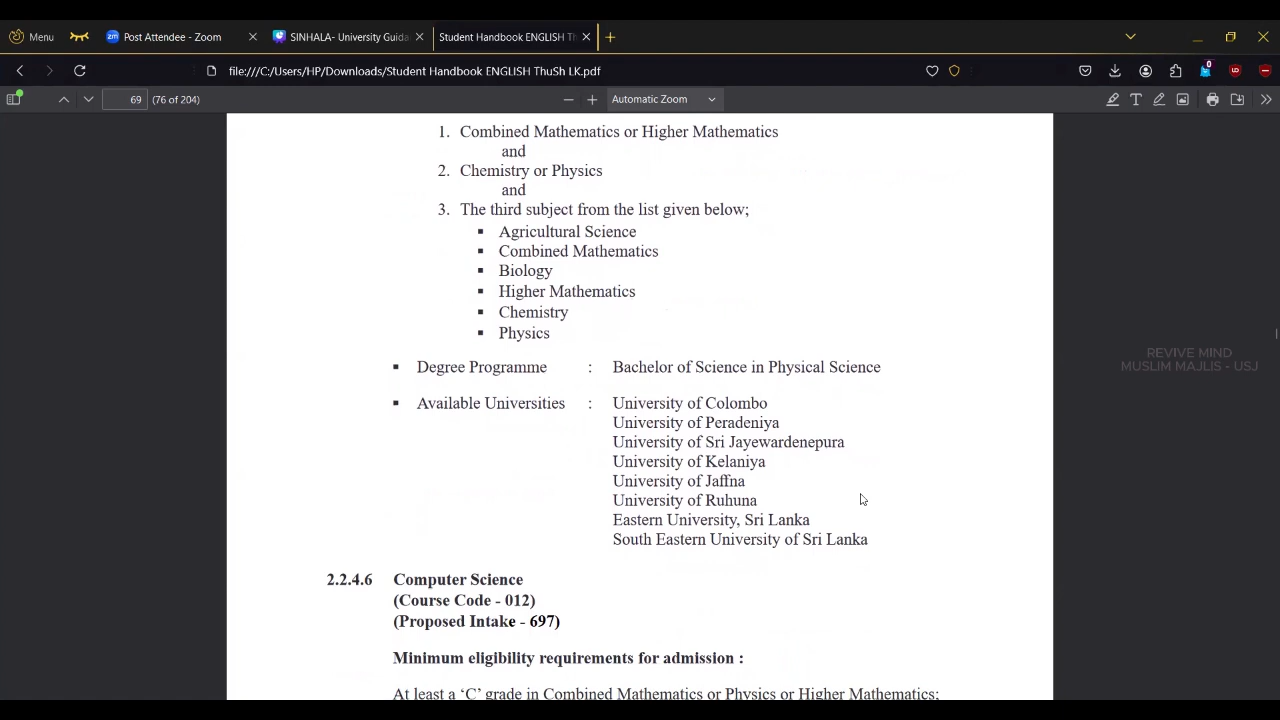 Menu
Post Attendee - Zoom
SINHALA- University Guida
Student Handbook ENGLISH Th
file:///C:/Users/HP/Downloads/Student Handbook ENGLISH ThuSh LK.pdf
0
69 (76 of 204)
Automatic Zoom
1. Combined Mathematics or Higher Mathematics
and
2. Chemistry or Physics
and
3. The third subject from the list given below;
▪ Agricultural Science
▪ Combined Mathematics
▪ Biology
▪ Higher Mathematics
▪ Chemistry
▪ Physics
REVIVE MIND
MUSLIM MAJLIS - USJ
▪ Degree Programme : Bachelor of Science in Physical Science
▪ Available Universities : University of Colombo
University of Peradeniya
University of Sri Jayewardenepura
University of Kelaniya
University of Jaffna
University of Ruhuna
Eastern University, Sri Lanka
South Eastern University of Sri Lanka
2.2.4.6 Computer Science
(Course Code - 012)
(Proposed Intake - 697)
Minimum eligibility requirements for admission :
At least a ‘C’ grade in Combined Mathematics or Physics or Higher Mathematics;